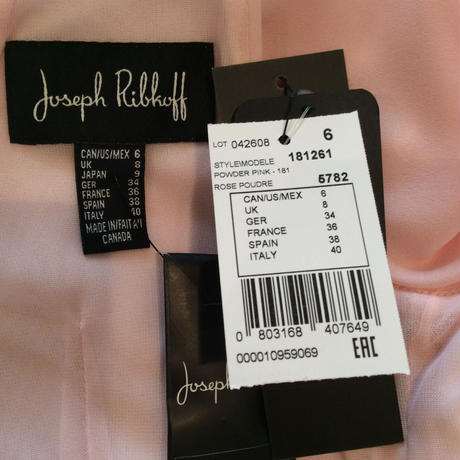 Joseph Ribkoff
CAN/US/MEX 6
UK 8
JAPAN 9
GER 34
FRANCE 36
SPAIN 38
ITALY 40
MADE IN/FAIT A/
CANADA
LOT 042608 6
STYLE/MODELE 181261
POWDER PINK - 181
ROSE POUDRE 5782
CAN/US/MEX 6
UK 8
GER 34
FRANCE 36
SPAIN 38
ITALY 40
0 803168 407649
000010959069
EAC
Joseph